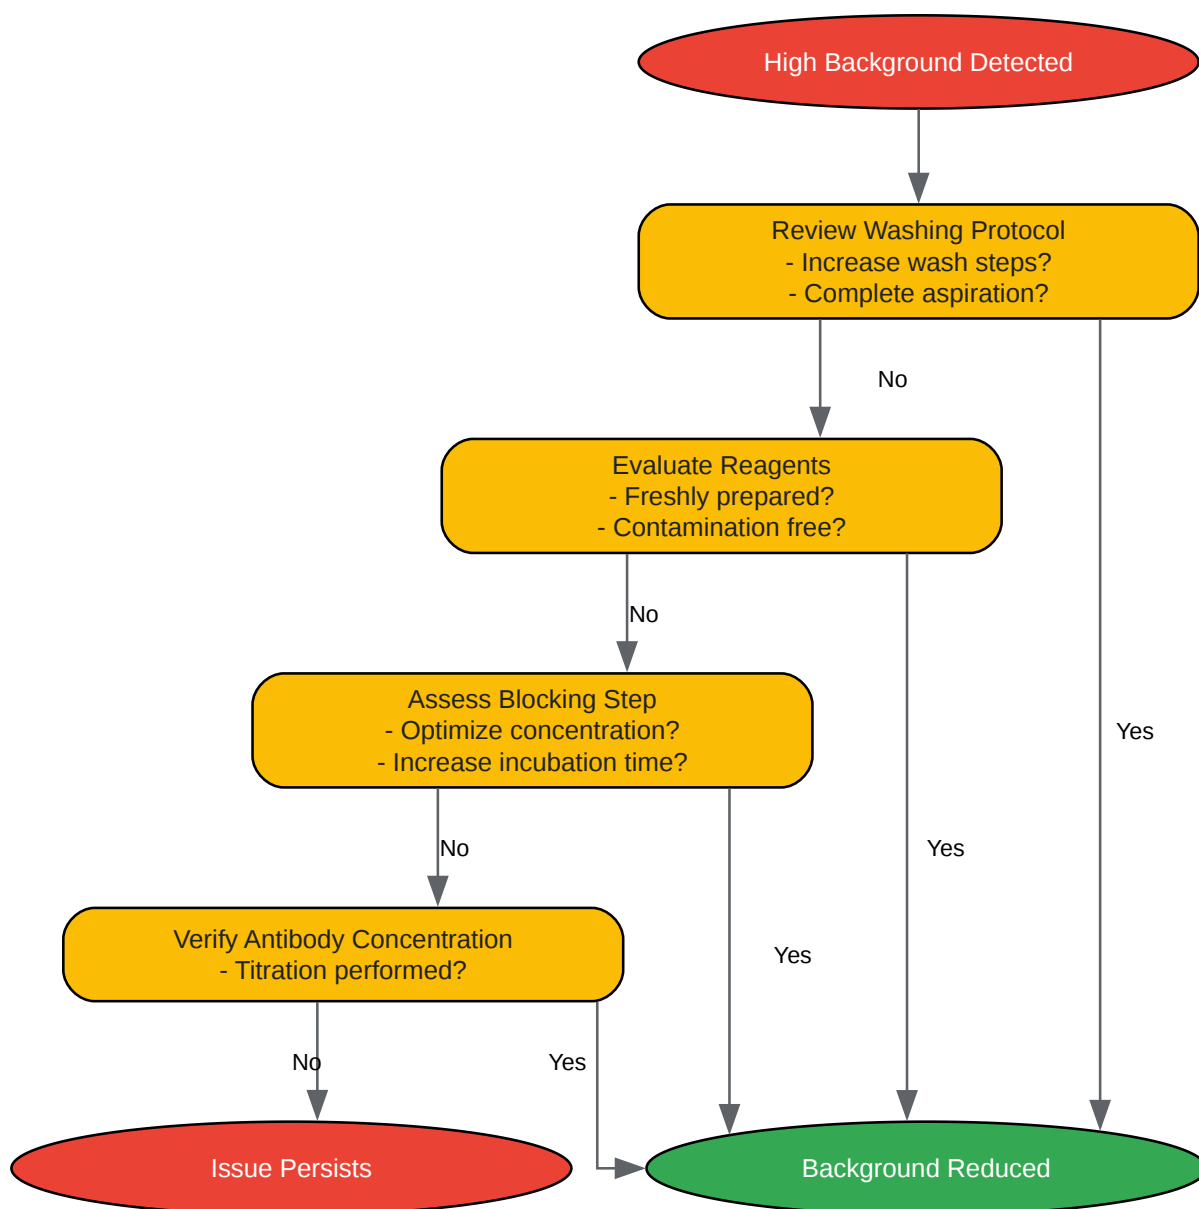 High Background Detected
Review Washing Protocol
- Increase wash steps?
- Complete aspiration?
No
Evaluate Reagents
- Freshly prepared?
- Contamination free?
No
Assess Blocking Step
- Optimize concentration?
- Increase incubation time?
Yes
No
Yes
Verify Antibody Concentration
- Titration performed?
Yes
No
Yes
Issue Persists
Background Reduced